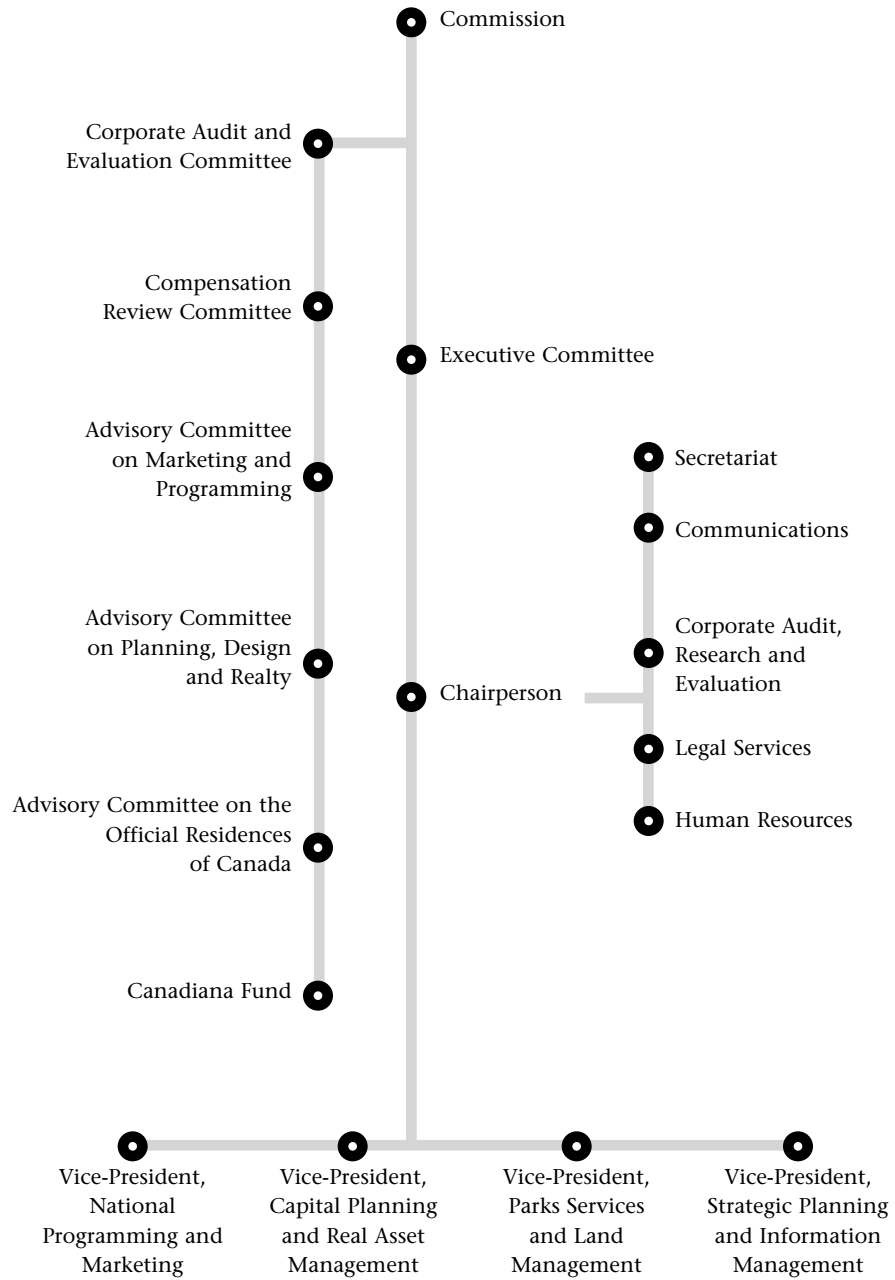 Commission
Corporate Audit and
Evaluation Committee
Compensation
Review Committee
Executive Committee
Advisory Committee
on Marketing and
Programming
Secretariat
Communications
Advisory Committee
on Planning, Design
and Realty
Corporate Audit,
Research and
Evaluation
Chairperson
Legal Services
Advisory Committee on the
Official Residences
of Canada
Human Resources
Canadiana Fund
Vice-President,
National
Programming and
Marketing
Vice-President,
Capital Planning
and Real Asset
Management
Vice-President,
Parks Services
and Land
Management
Vice-President,
Strategic Planning
and Information
Management